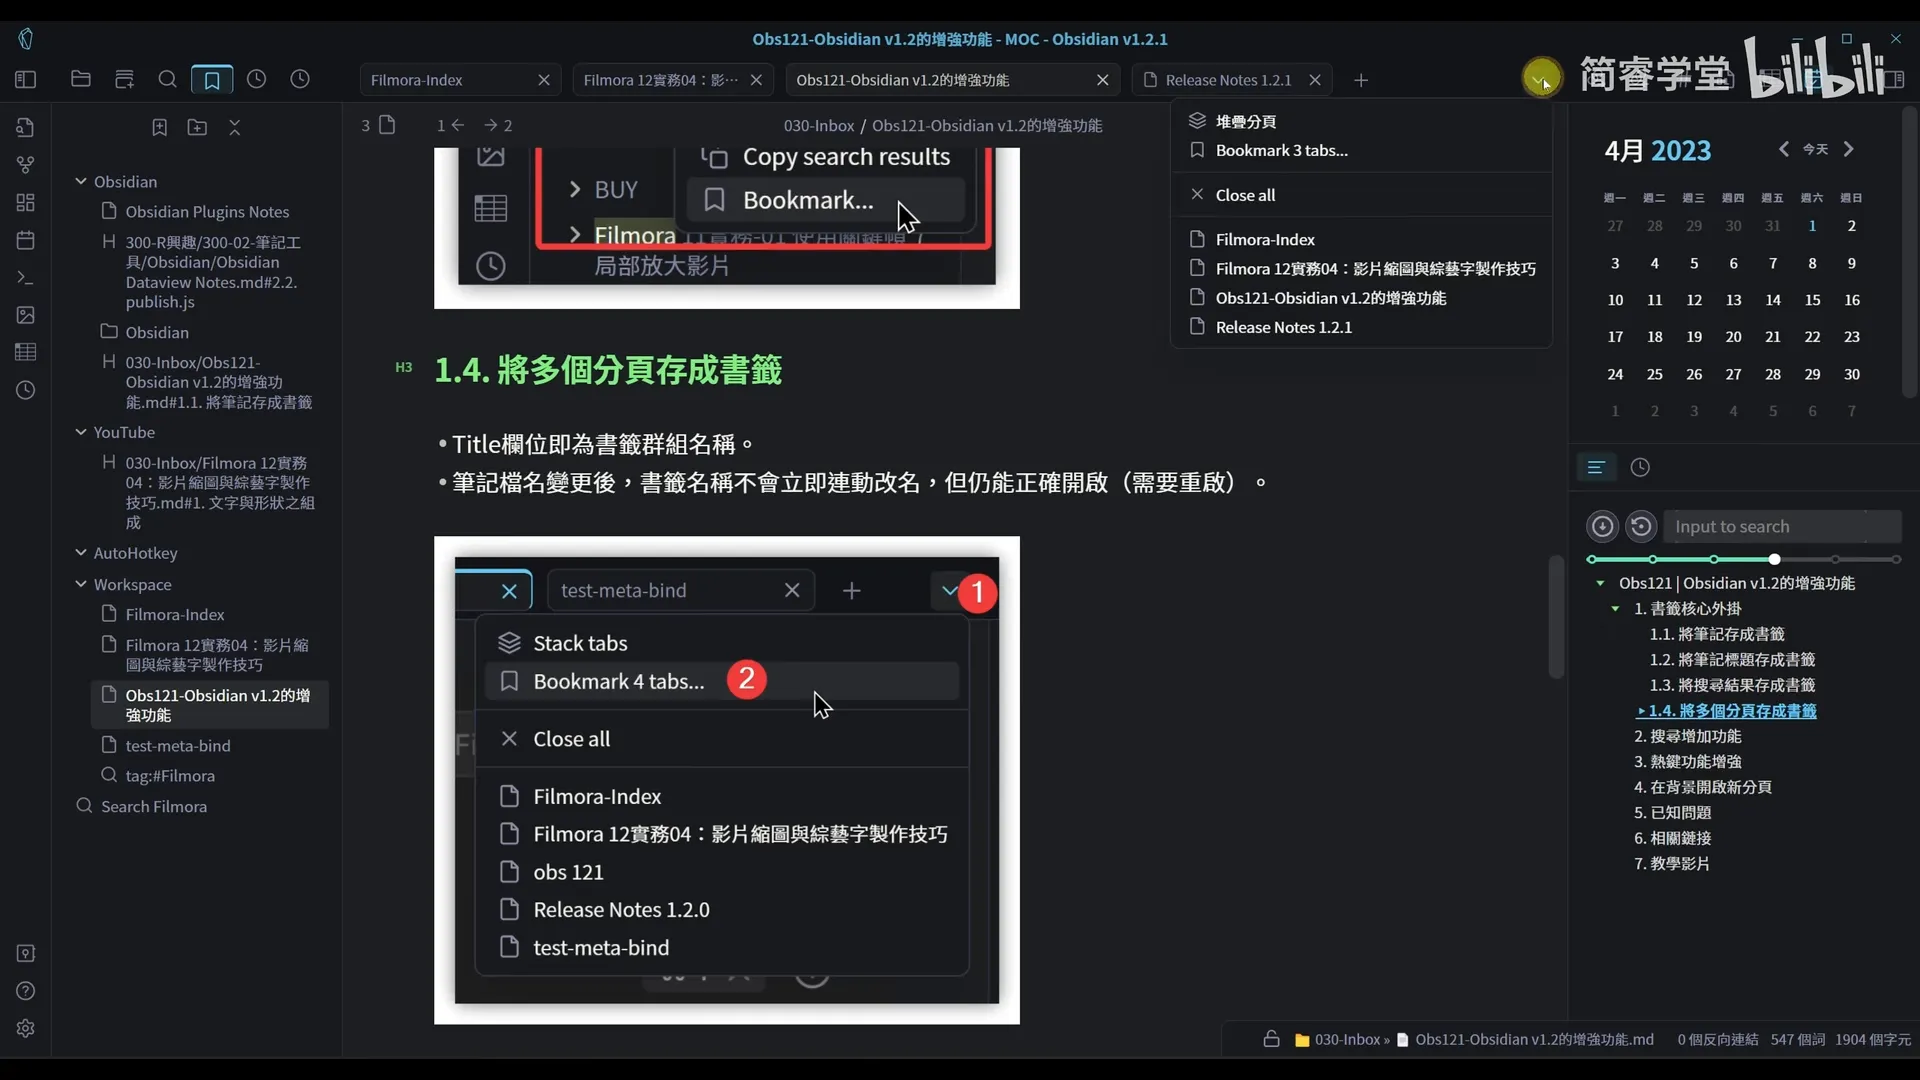 Obs121-Obsidian v1.2的增強功能 - MOC - Obsidian v1.2.1
Filmora-Index
Filmora 12實務04：影…
Obs121-Obsidian v1.2的增強功能
Release Notes 1.2.1
简睿学堂
bilibili
3
1
2
030-Inbox / Obs121-Obsidian v1.2的增強功能
Obsidian
Obsidian Plugins Notes
H 300-R興趣/300-02-筆記工
具/Obsidian/Obsidian
Dataview Notes.md#2.2.
publish.js
Obsidian
H 030-Inbox/Obs121-
Obsidian v1.2的增強功
能.md#1.1. 將筆記存成書籤
YouTube
H 030-Inbox/Filmora 12實務
04：影片縮圖與綜藝字製作
技巧.md#1. 文字與形狀之組
成
AutoHotkey
Workspace
Filmora-Index
Filmora 12實務04：影片縮
圖與綜藝字製作技巧
Obs121-Obsidian v1.2的增
強功能
test-meta-bind
tag:#Filmora
Search Filmora
Copy search results
BUY
Bookmark...
Filmora 11實務-01 使用關鍵幀
局部放大影片
H3 1.4. 將多個分頁存成書籤
•Title欄位即為書籤群組名稱。
•筆記檔名變更後，書籤名稱不會立即連動改名，但仍能正確開啟（需要重啟）。
test-meta-bind
1
Stack tabs
Bookmark 4 tabs...
2
Close all
Filmora-Index
Filmora 12實務04：影片縮圖與綜藝字製作技巧
obs 121
Release Notes 1.2.0
test-meta-bind
堆疊分頁
Bookmark 3 tabs...
Close all
Filmora-Index
Filmora 12實務04：影片縮圖與綜藝字製作技巧
Obs121-Obsidian v1.2的增強功能
Release Notes 1.2.1
4月 2023
今天
週一 週二 週三 週四 週五 週六 週日
27 28 29 30 31 1 2
3 4 5 6 7 8 9
10 11 12 13 14 15 16
17 18 19 20 21 22 23
24 25 26 27 28 29 30
1 2 3 4 5 6 7
Input to search
Obs121 | Obsidian v1.2的增強功能
1. 書籤核心外掛
1.1. 將筆記存成書籤
1.2. 將筆記標題存成書籤
1.3. 將搜尋結果存成書籤
1.4. 將多個分頁存成書籤
2. 搜尋增加功能
3. 熱鍵功能增強
4. 在背景開啟新分頁
5. 已知問題
6. 相關鏈接
7. 教學影片
030-Inbox » Obs121-Obsidian v1.2的增強功能.md 0 個反向連結 547 個詞 1904 個字元